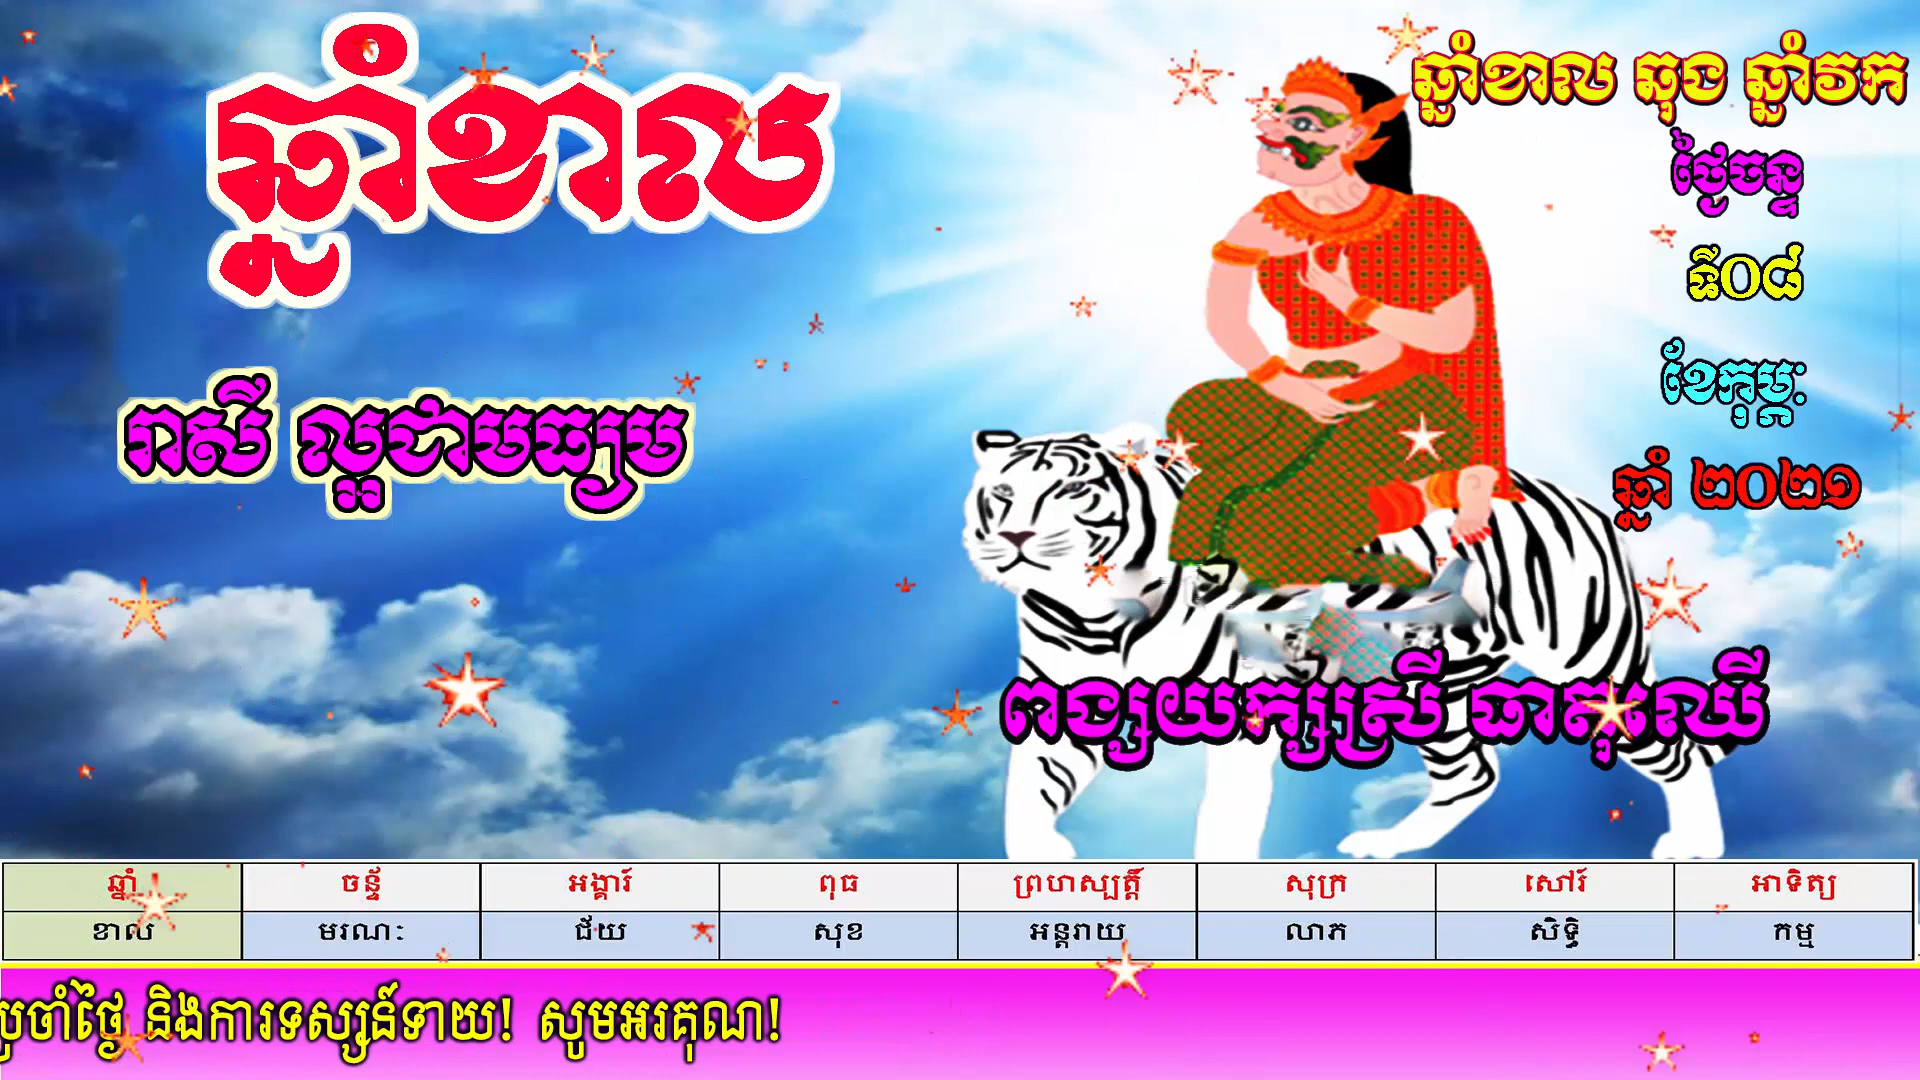 ឆ្នាំខាល
ឆ្នាំខាល ឆុង ឆ្នាំវក
ថ្ងៃចន្ទ
ទី០៨
ខែកុម្ភៈ
ឆ្នាំ ២០២១
រាសី ល្អជាមធ្យម
ពង្សយក្សស្រី ធាតុឈើ
ឆ្នាំ ចន្ទ័ អង្គារ៍ ពុធ ព្រហស្បត្តិ៍ សុក្រ សៅរ៍ អាទិត្យ
ខាល មរណៈ ជ័យ សុខ អន្តរាយ លាភ សិទ្ធិ កម្ម
ប្រចាំថ្ងៃ និងការទស្សន៍ទាយ! សូមអរគុណ!